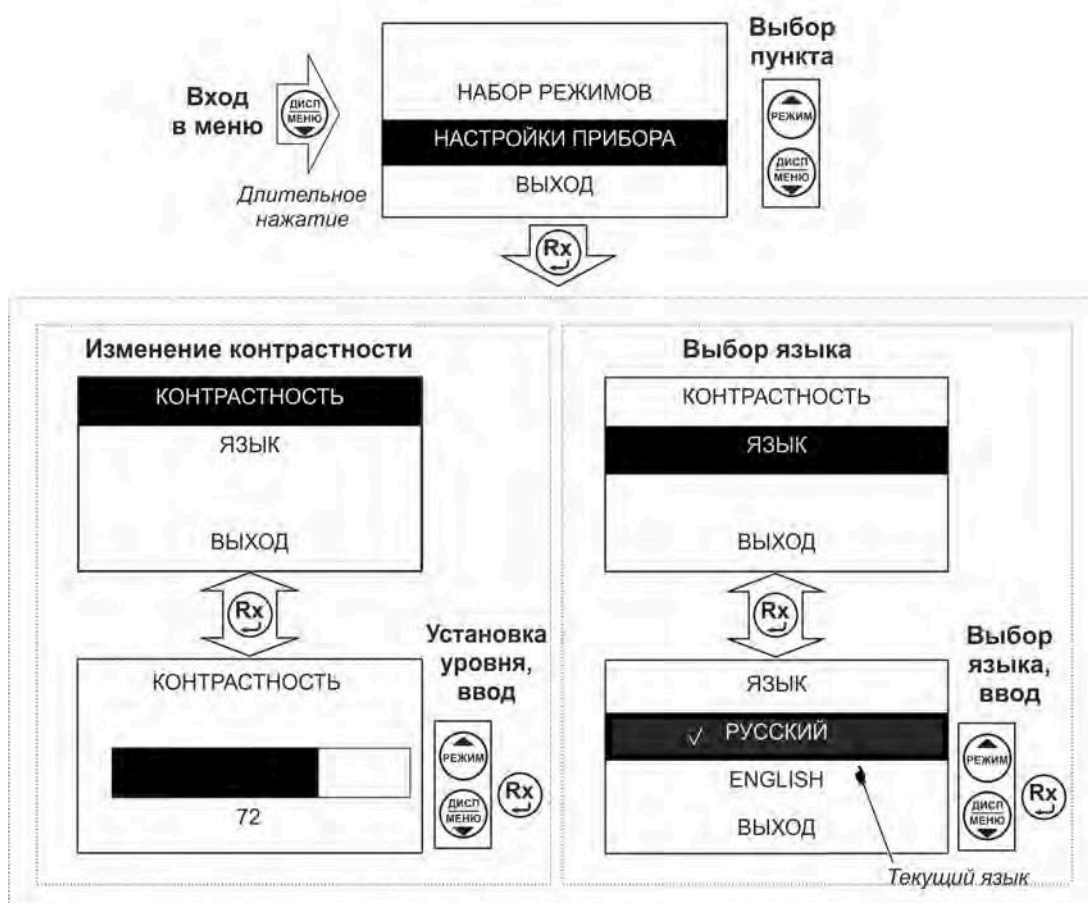 Вход
в меню
ДИСП
МЕНЮ
Длительное
нажатие
НАБОР РЕЖИМОВ
НАСТРОЙКИ ПРИБОРА
ВЫХОД
Выбор
пункта
РЕЖИМ
ДИСП
МЕНЮ
Rx
Изменение контрастности
КОНТРАСТНОСТЬ
ЯЗЫК
ВЫХОД
Rx
КОНТРАСТНОСТЬ
72
Установка
уровня,
ввод
РЕЖИМ
ДИСП
МЕНЮ
Rx
Выбор языка
КОНТРАСТНОСТЬ
ЯЗЫК
ВЫХОД
Rx
ЯЗЫК
✓ РУССКИЙ
ENGLISH
ВЫХОД
Выбор
языка,
ввод
РЕЖИМ
ДИСП
МЕНЮ
Rx
Текущий язык